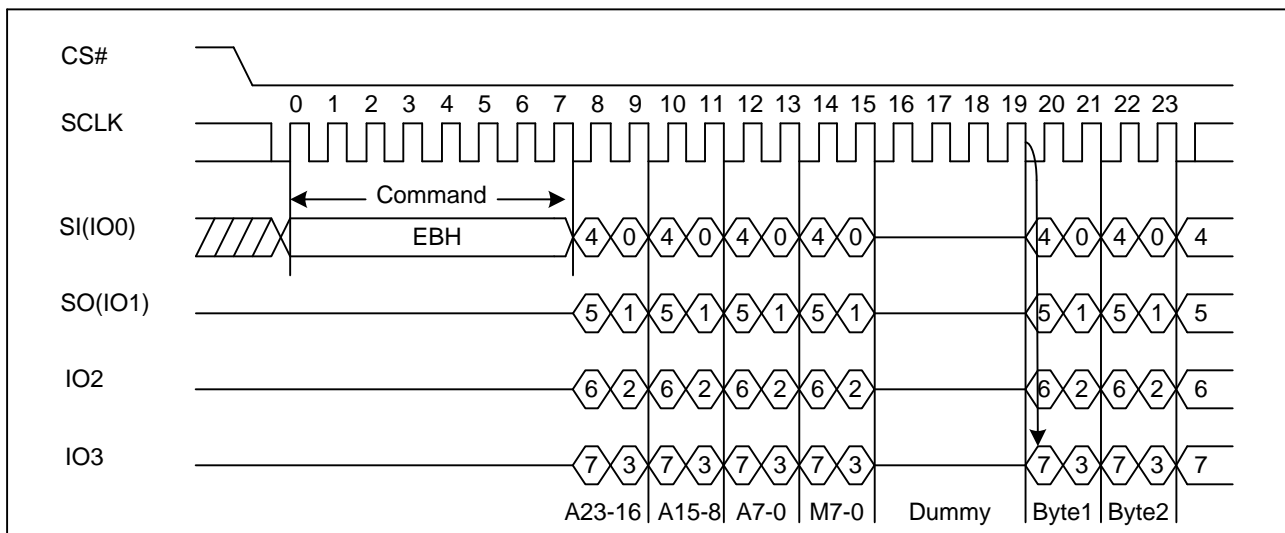 CS#
0 1 2 3 4 5 6 7 8 9 10 11 12 13 14 15 16 17 18 19 20 21 22 23
SCLK
Command
SI(IO0) EBH 4 0 4 0 4 0 4 0 4 0 4 0 4
SO(IO1) 5 1 5 1 5 1 5 1 5 1 5 1 5
IO2 6 2 6 2 6 2 6 2 6 2 6 2 6
IO3 7 3 7 3 7 3 7 3 7 3 7 3 7
A23-16 A15-8 A7-0 M7-0 Dummy Byte1 Byte2